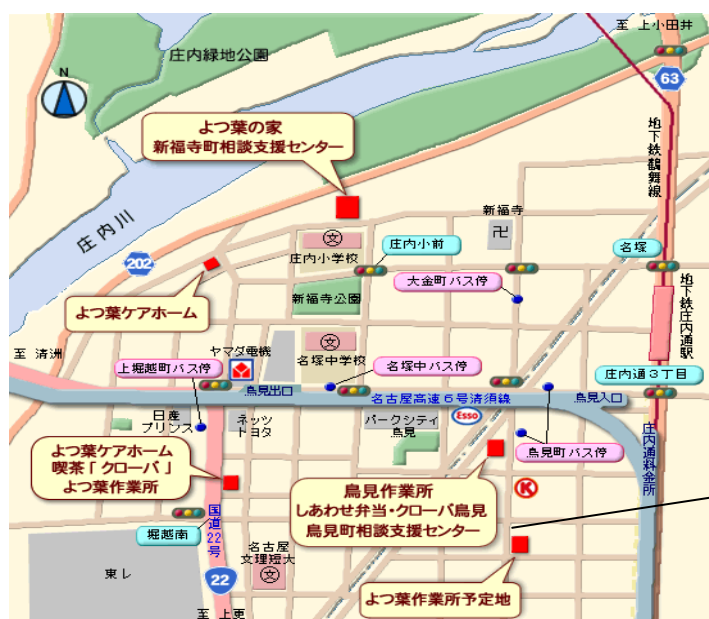 至 上小田井
庄内緑地公園
63
N
よつ葉の家
新福寺町相談支援センター
地下鉄鶴舞線
新福寺
卍
庄内川
文
庄内小学校
庄内小前
名塚
202
大金町バス停
新福寺公園
地下鉄庄内通駅
よつ葉ケアホーム
至 清洲
ヤマダ電機
文
名塚中学校
上堀越町バス停
名塚中バス停
庄内通3丁目
鳥見出口
名古屋高速6号清須線
鳥見入口
日産
プリンス
ネッツ
トヨタ
パークシティ
鳥見
Esso
鳥見町バス停
庄内通料金所
よつ葉ケアホーム
喫茶「クローバ」
よつ葉作業所
鳥見作業所
しあわせ弁当・クローバ鳥見
鳥見町相談支援センター
K
国道22号
堀越南
名古屋
文理短大
文
東レ
22
よつ葉作業所予定地
至 上更